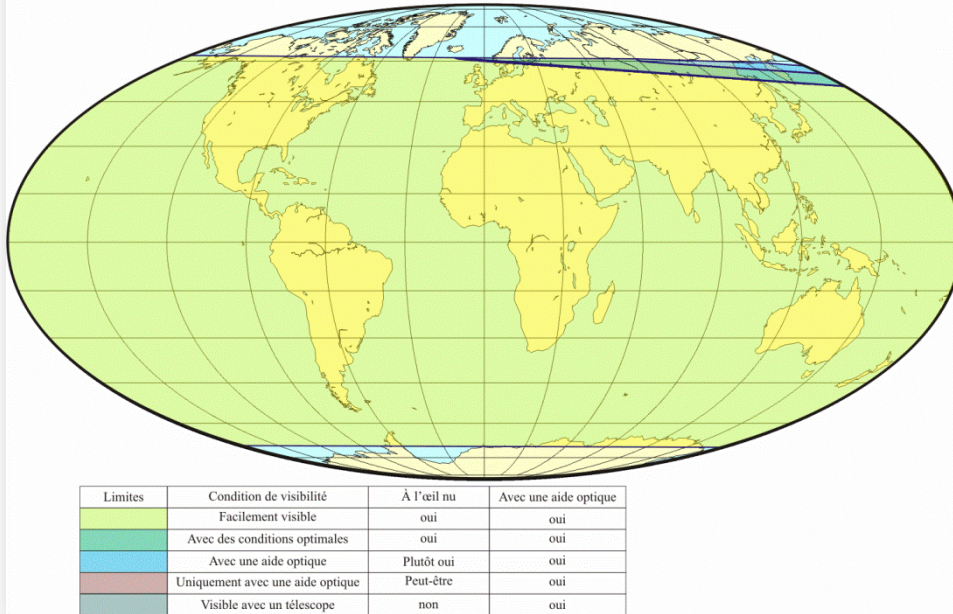 Limites Condition de visibilité À l’œil nu Avec une aide optique
Facilement visible oui oui
Avec des conditions optimales oui oui
Avec une aide optique Plutôt oui oui
Uniquement avec une aide optique Peut-être oui
Visible avec un télescope non oui